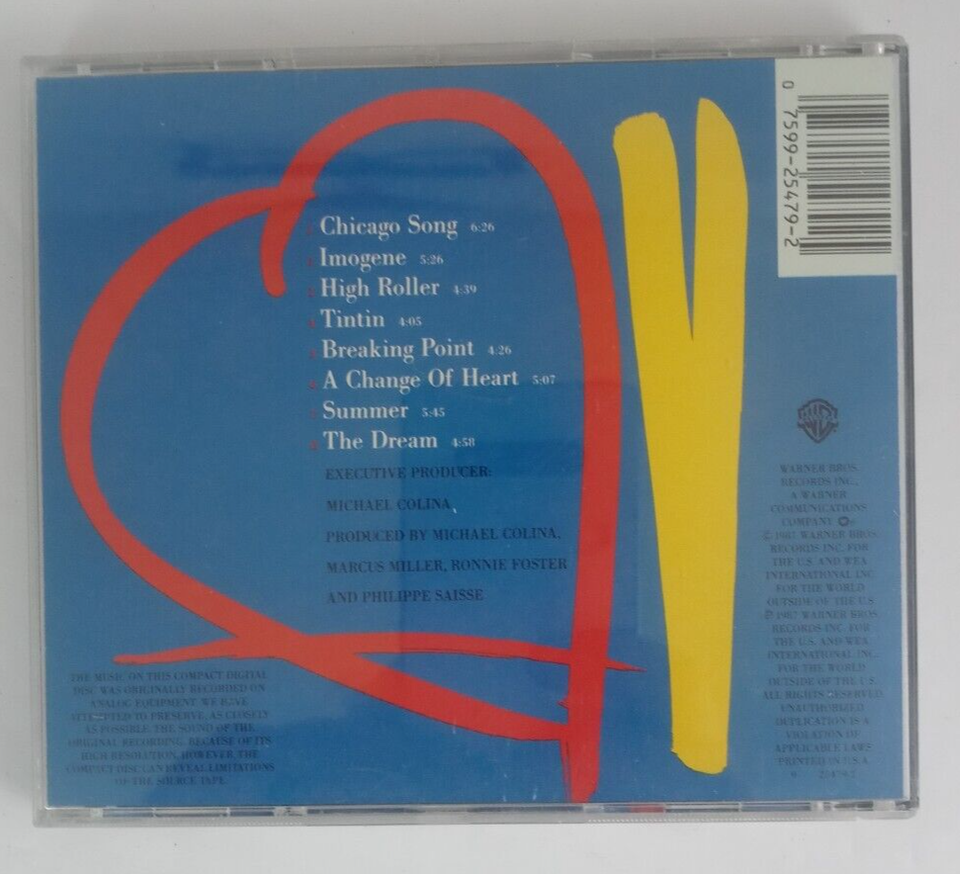 Chicago Song 6:26
Imogene 5:26
High Roller 4:39
Tintin 4:05
Breaking Point 4:26
A Change Of Heart 5:07
Summer 5:45
The Dream 4:58
EXECUTIVE PRODUCER:
MICHAEL COLINA,
PRODUCED BY MICHAEL COLINA,
MARCUS MILLER, RONNIE FOSTER
AND PHILIPPE SAISSE
THE MUSIC ON THIS COMPACT DIGITAL
DISC WAS ORIGINALLY RECORDED ON
ANALOG EQUIPMENT. WE HAVE
ATTEMPTED TO PRESERVE, AS CLOSELY
AS POSSIBLE, THE SOUND OF THE
ORIGINAL RECORDING. BECAUSE OF ITS
HIGH RESOLUTION, HOWEVER, THE
COMPACT DISC CAN REVEAL LIMITATIONS
OF THE SOURCE TAPE.
0 7599-25479-2
WARNER BROS.
RECORDS INC.,
A WARNER
COMMUNICATIONS
COMPANY
© 1987 WARNER BROS.
RECORDS INC. FOR
THE U.S. AND WEA
INTERNATIONAL INC.
FOR THE WORLD
OUTSIDE OF THE U.S.
℗ 1987 WARNER BROS.
RECORDS INC. FOR
THE U.S. AND WEA
INTERNATIONAL INC.
FOR THE WORLD
OUTSIDE OF THE U.S.
ALL RIGHTS RESERVED.
UNAUTHORIZED
DUPLICATION IS A
VIOLATION OF
APPLICABLE LAWS.
PRINTED IN U.S.A.